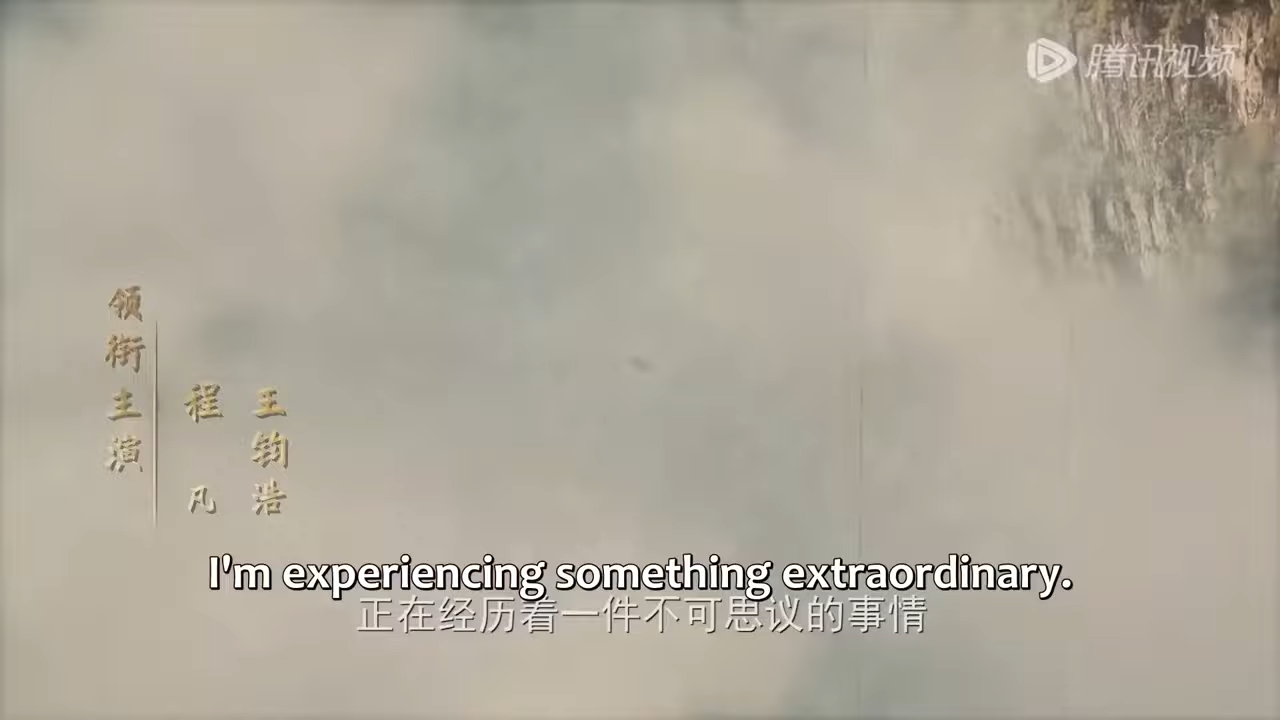 腾讯视频
领衔主演
程凡
王钧浩
I'm experiencing something extraordinary.
正在经历着一件不可思议的事情